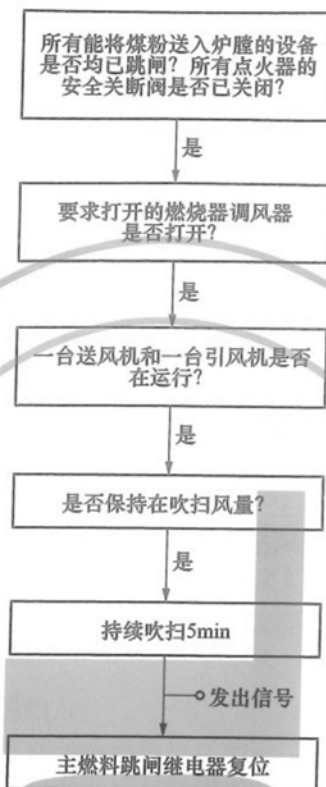 所有能将煤粉送入炉膛的设备
是否均已跳闸？所有点火器的
安全关断阀是否已关闭？
是
要求打开的燃烧器调风器
是否打开？
是
一台送风机和一台引风机是否
在运行？
是
是否保持在吹扫风量？
是
持续吹扫5min
发出信号
主燃料跳闸继电器复位